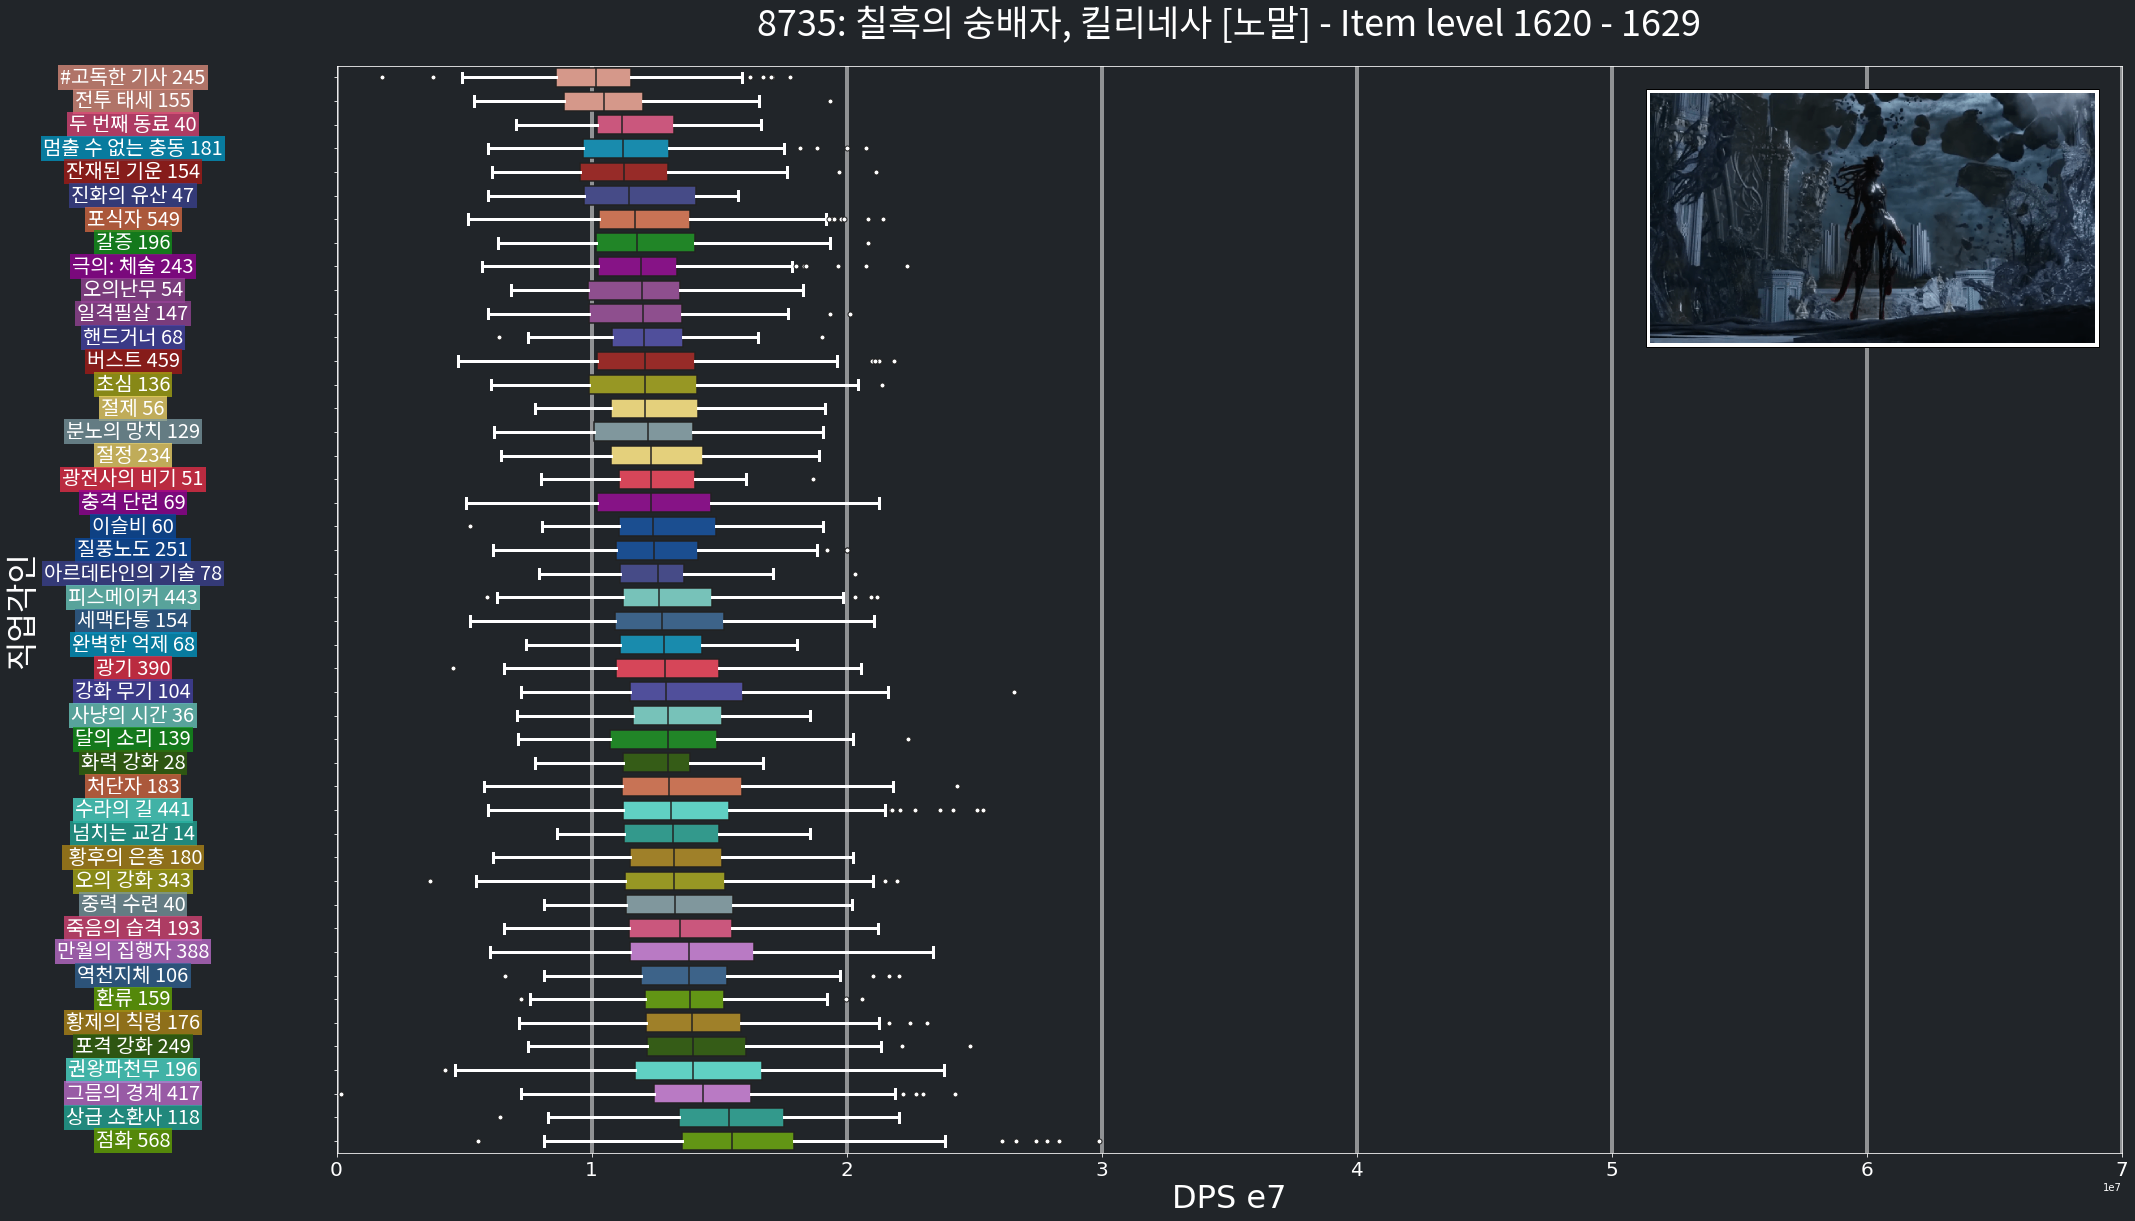 8735: 칠흑의 숭배자, 킬리네사 [노말] - Item level 1620 - 1629
#고독한 기사 245
전투 태세 155
두 번째 동료 40
멈출 수 없는 충동 181
잔재된 기운 154
진화의 유산 47
포식자 549
갈증 196
극의: 체술 243
오의난무 54
일격필살 147
핸드거너 68
버스트 459
초심 136
절제 56
분노의 망치 129
절정 234
광전사의 비기 51
충격 단련 69
이슬비 60
질풍노도 251
아르데타인의 기술 78
피스메이커 443
세맥타통 154
완벽한 억제 68
광기 390
강화 무기 104
사냥의 시간 36
달의 소리 139
화력 강화 28
처단자 183
수라의 길 441
넘치는 교감 14
황후의 은총 180
오의 강화 343
중력 수련 40
죽음의 습격 193
만월의 집행자 388
역천지체 106
환류 159
황제의 칙령 176
포격 강화 249
권왕파천무 196
그믐의 경계 417
상급 소환사 118
점화 568
직업각인
0 1 2 3 4 5 6 7
1e7
DPS e7